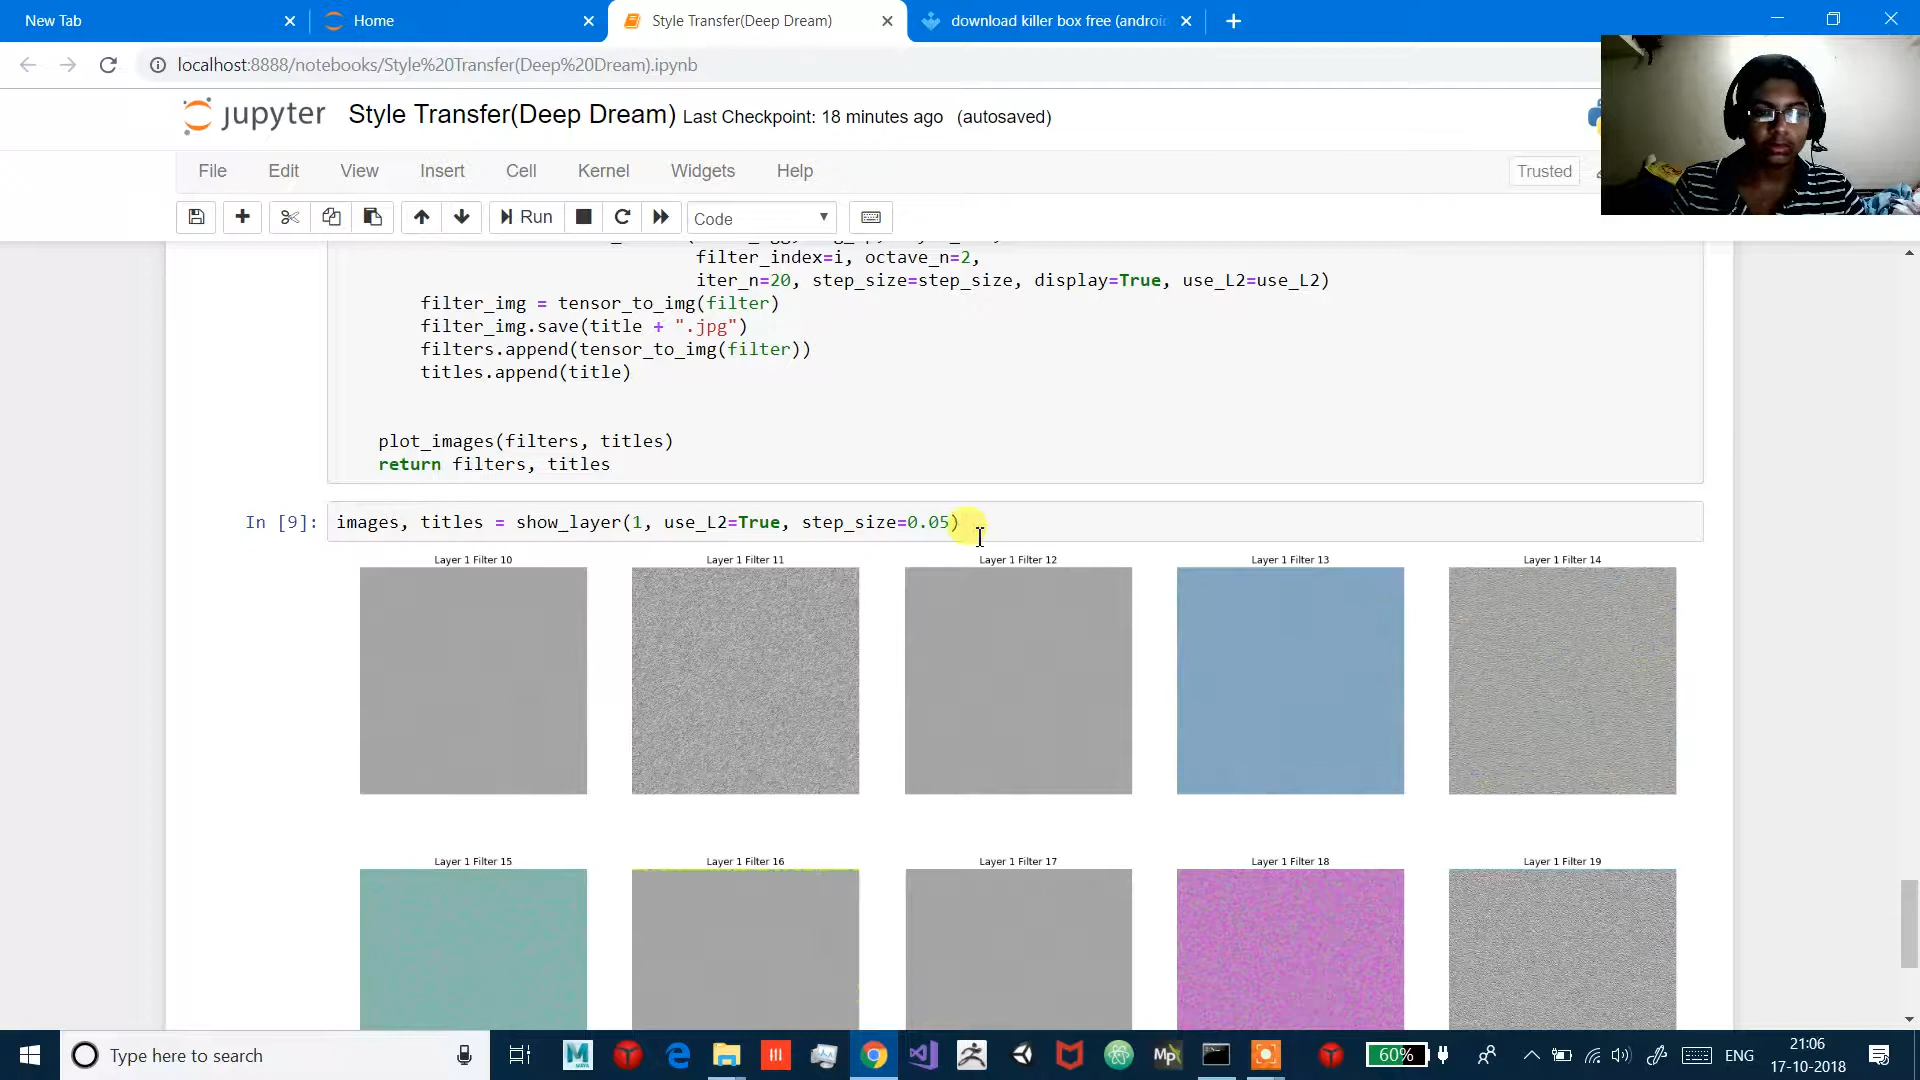 New Tab
Home
Style Transfer(Deep Dream)
download killer box free (androi
localhost:8888/notebooks/Style%20Transfer(Deep%20Dream).ipynb
jupyter
Style Transfer(Deep Dream) Last Checkpoint: 18 minutes ago (autosaved)
File Edit View Insert Cell Kernel Widgets Help
Trusted
Run
Code
filter_index=i, octave_n=2,
iter_n=20, step_size=step_size, display=True, use_L2=use_L2)
filter_img = tensor_to_img(filter)
filter_img.save(title + ".jpg")
filters.append(tensor_to_img(filter))
titles.append(title)
plot_images(filters, titles)
return filters, titles
In [9]: images, titles = show_layer(1, use_L2=True, step_size=0.05)
Layer 1 Filter 10
Layer 1 Filter 11
Layer 1 Filter 12
Layer 1 Filter 13
Layer 1 Filter 14
Layer 1 Filter 15
Layer 1 Filter 16
Layer 1 Filter 17
Layer 1 Filter 18
Layer 1 Filter 19
Type here to search
Mp
60%
ENG
21:06
17-10-2018